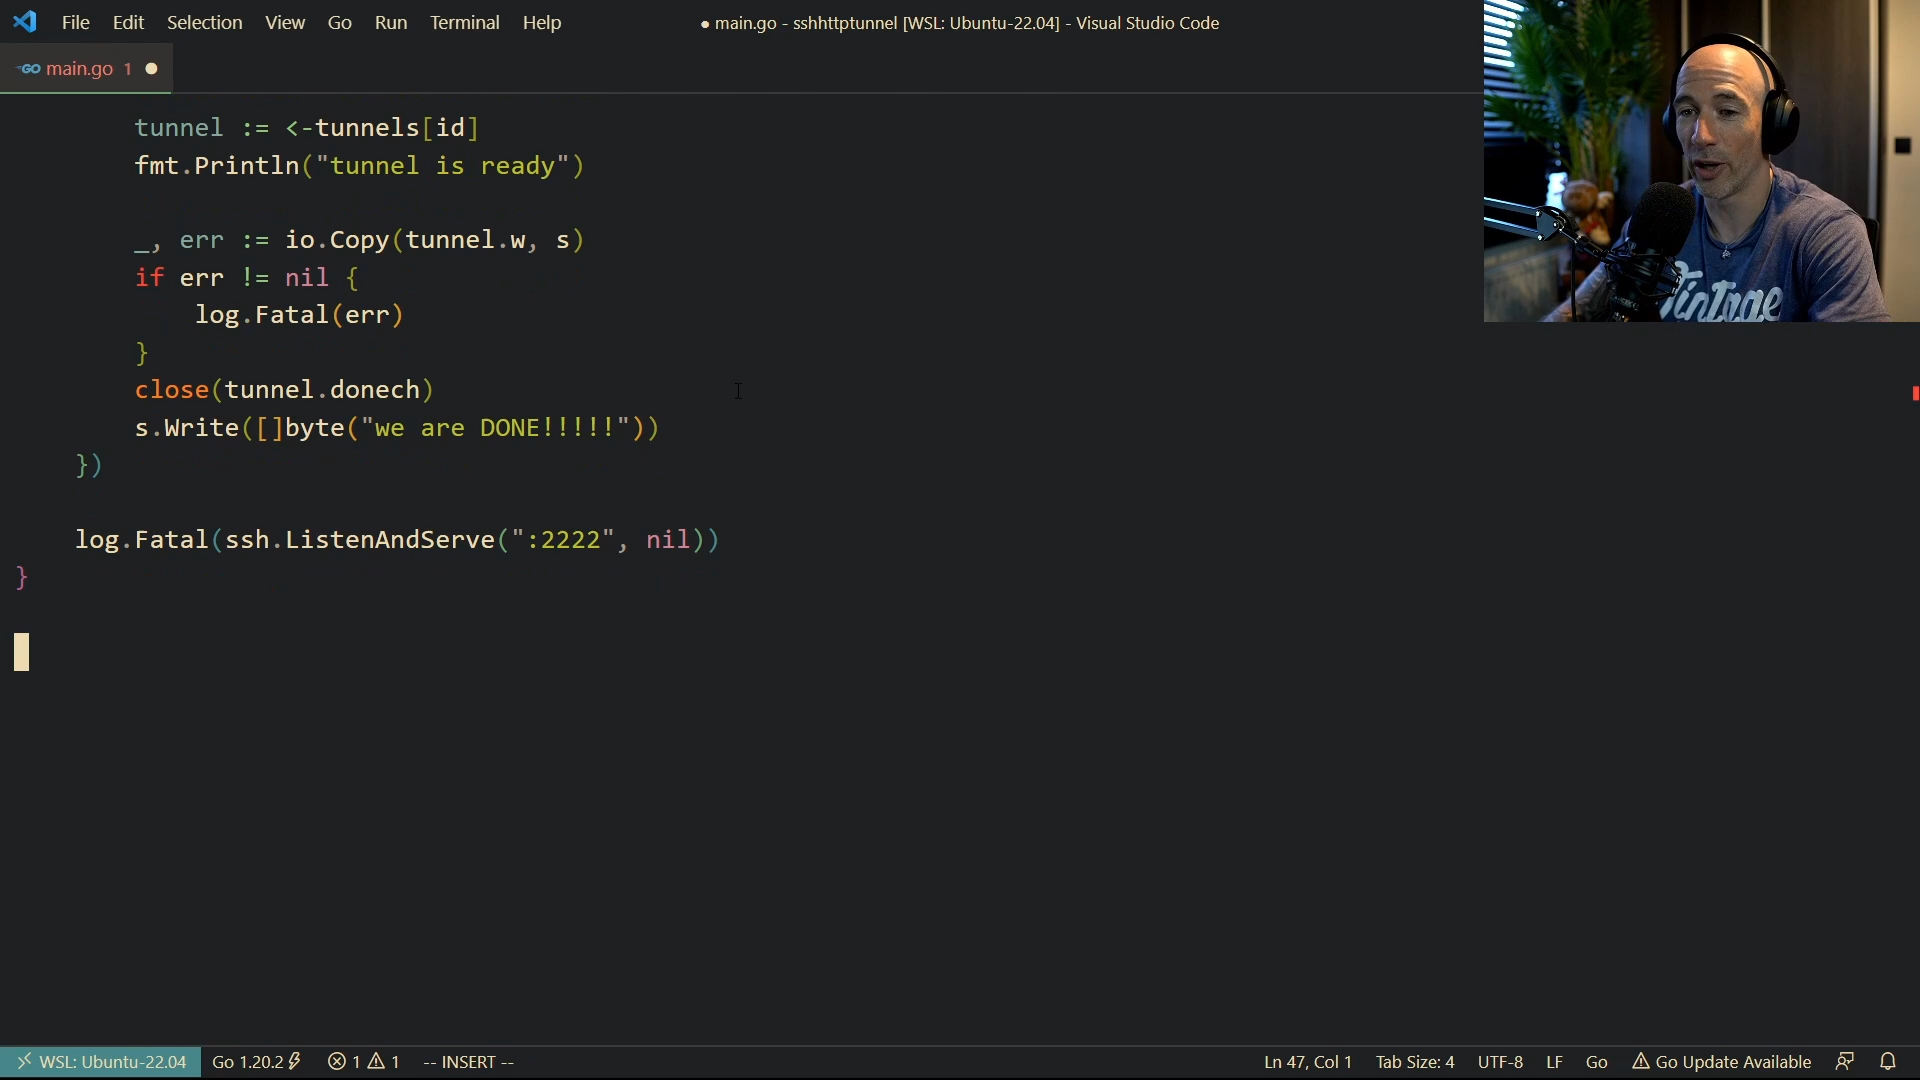 File Edit Selection View Go Run Terminal Help
● main.go - sshhttptunnel [WSL: Ubuntu-22.04] - Visual Studio Code
GO main.go 1 ●
tunnel := <-tunnels[id]
fmt.Println("tunnel is ready")
_, err := io.Copy(tunnel.w, s)
if err != nil {
log.Fatal(err)
}
close(tunnel.donech)
s.Write([]byte("we are DONE!!!!!"))
})
log.Fatal(ssh.ListenAndServe(":2222", nil))
}
Vintage
WSL: Ubuntu-22.04 Go 1.20.2 1 1 -- INSERT -- Ln 47, Col 1 Tab Size: 4 UTF-8 LF Go Go Update Available